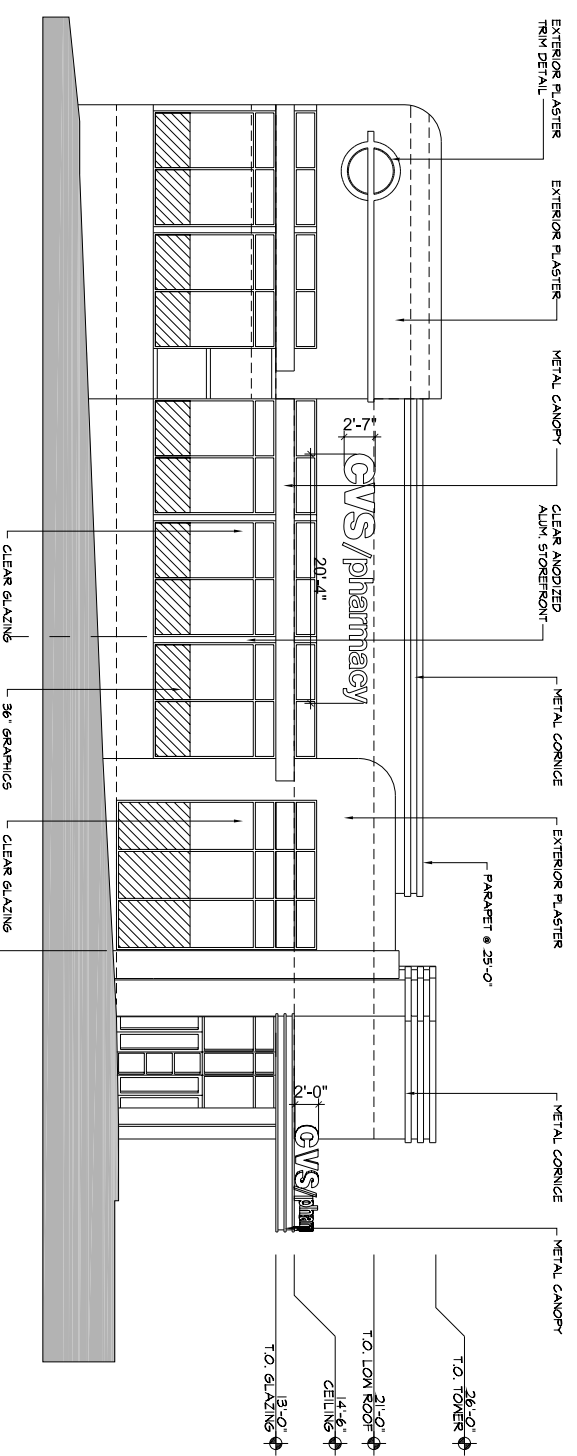 EXTERIOR PLASTER
TRIM DETAIL
EXTERIOR PLASTER
METAL CANOPY
CLEAR ANODIZED
ALUM. STOREFRONT
METAL CORNICE
EXTERIOR PLASTER
PARAPET @ 25'-0"
METAL CORNICE
METAL CANOPY
26'-0"
T.O. TOWER
21'-0"
T.O. LOW ROOF
14'-6"
CEILING
13'-0"
T.O. GLAZING
2'-7"
CVS/pharmacy
20'-4"
2'-0"
CVS/pharm
CLEAR GLAZING
36" GRAPHICS
CLEAR GLAZING